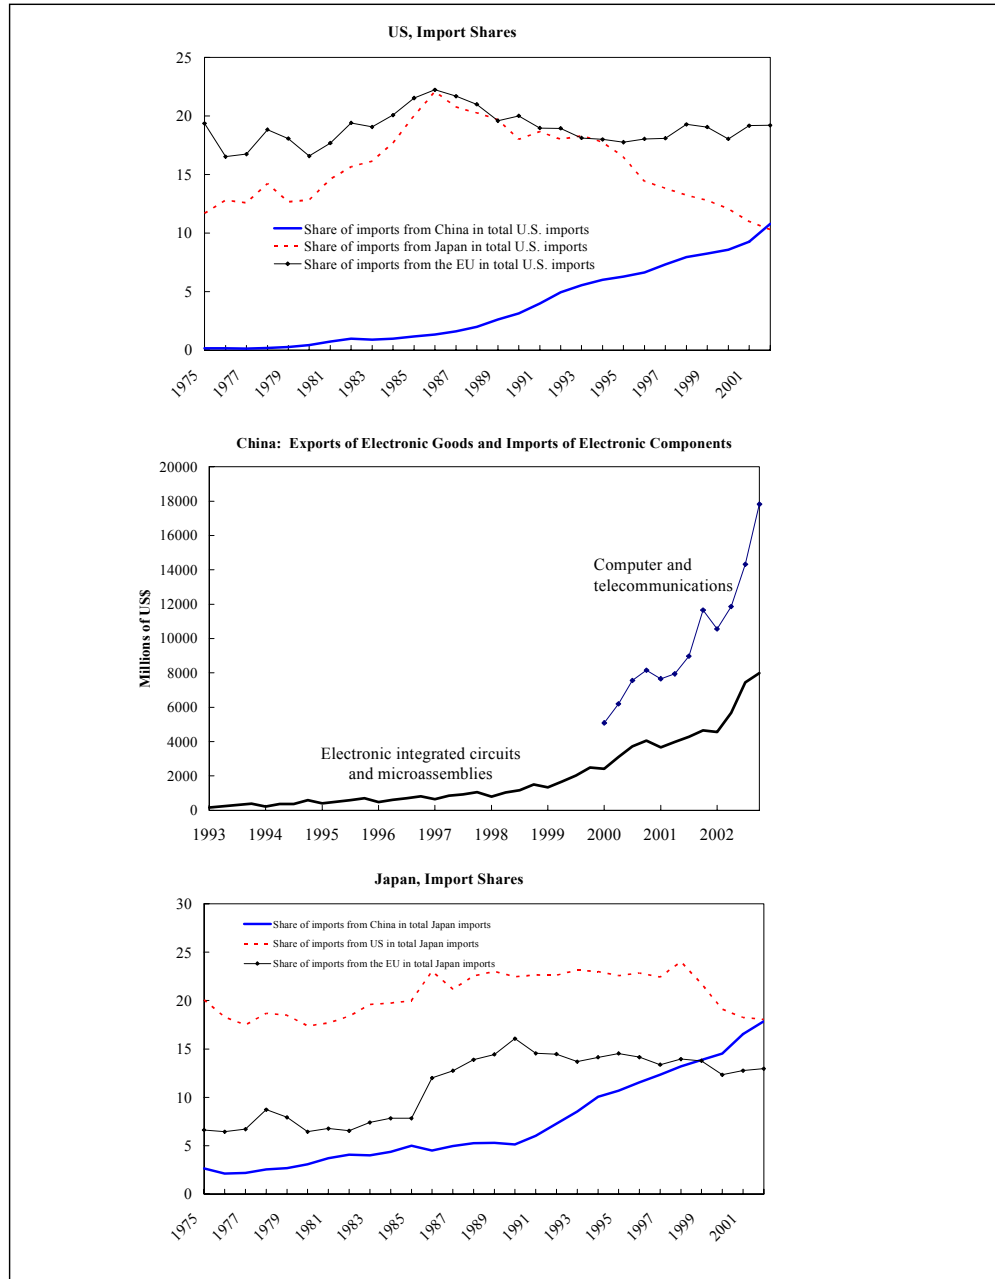 US, Import Shares
25
20
15
10
5
0
Share of imports from China in total U.S. imports
Share of imports from Japan in total U.S. imports
Share of imports from the EU in total U.S. imports
1975 1977 1979 1981 1983 1985 1987 1989 1991 1993 1995 1997 1999 2001
China:  Exports of Electronic Goods and Imports of Electronic Components
Millions of US$
20000
18000
16000
14000
12000
10000
8000
6000
4000
2000
0
Computer and
telecommunications
Electronic integrated circuits
and microassemblies
1993 1994 1995 1996 1997 1998 1999 2000 2001 2002
Japan, Import Shares
30
25
20
15
10
5
0
Share of imports from China in total Japan imports
Share of imports from US in total Japan imports
Share of imports from the EU in total Japan imports
1975 1977 1979 1981 1983 1985 1987 1989 1991 1993 1995 1997 1999 2001